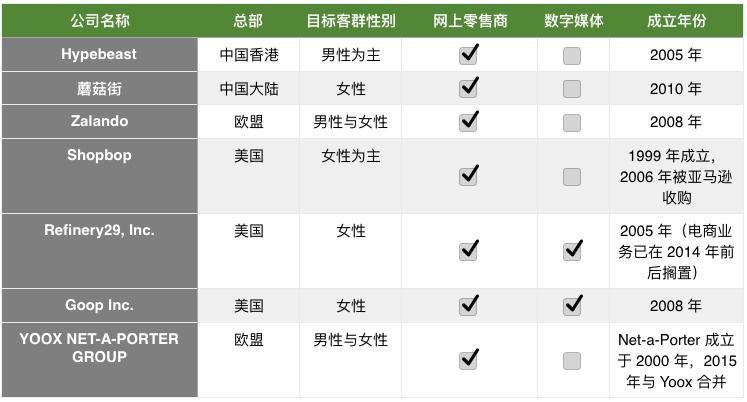 公司名称 总部 目标客群性别 网上零售商 数字媒体 成立年份
Hypebeast 中国香港 男性为主 2005 年
蘑菇街 中国大陆 女性 2010 年
Zalando 欧盟 男性与女性 2008 年
Shopbop 美国 女性为主 1999 年成立，
2006 年被亚马逊
收购
Refinery29, Inc. 美国 女性 2005 年（电商业
务已在 2014 年前
后搁置）
Goop Inc. 美国 女性 2008 年
YOOX NET-A-PORTER 欧盟 男性与女性 Net-a-Porter 成立
GROUP 于 2000 年，2015
年与 Yoox 合并